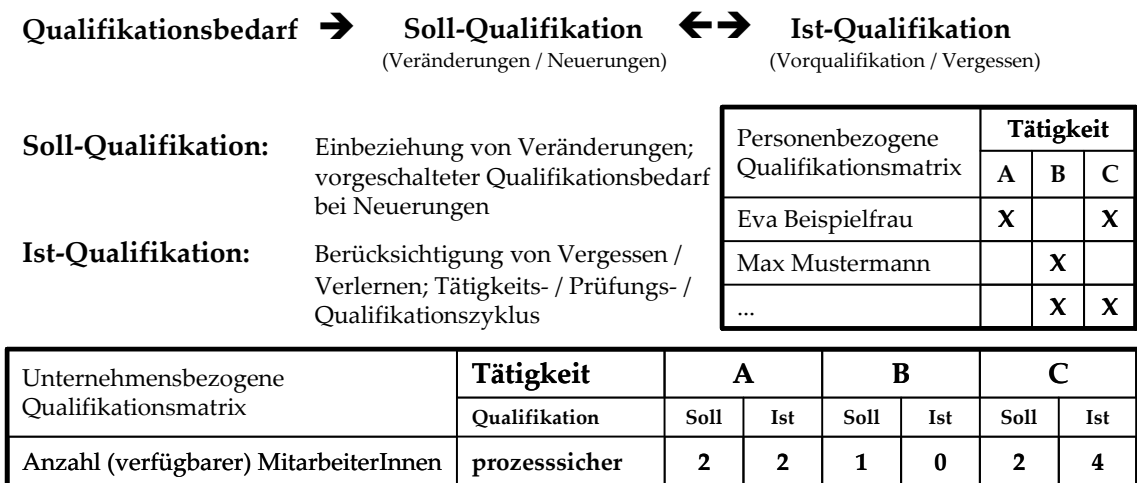 Qualifikationsbedarf ➔ Soll-Qualifikation 🡰➔ Ist-Qualifikation
(Veränderungen / Neuerungen) (Vorqualifikation / Vergessen)
Soll-Qualifikation: Einbeziehung von Veränderungen;
vorgeschalteter Qualifikationsbedarf
bei Neuerungen
Ist-Qualifikation: Berücksichtigung von Vergessen /
Verlernen; Tätigkeits- / Prüfungs- /
Qualifikationszyklus
Personenbezogene Tätigkeit
Qualifikationsmatrix A B C
Eva Beispielfrau X X
Max Mustermann X
... X X
Unternehmensbezogene Tätigkeit A B C
Qualifikationsmatrix Qualifikation Soll Ist Soll Ist Soll Ist
Anzahl (verfügbarer) MitarbeiterInnen prozesssicher 2 2 1 0 2 4